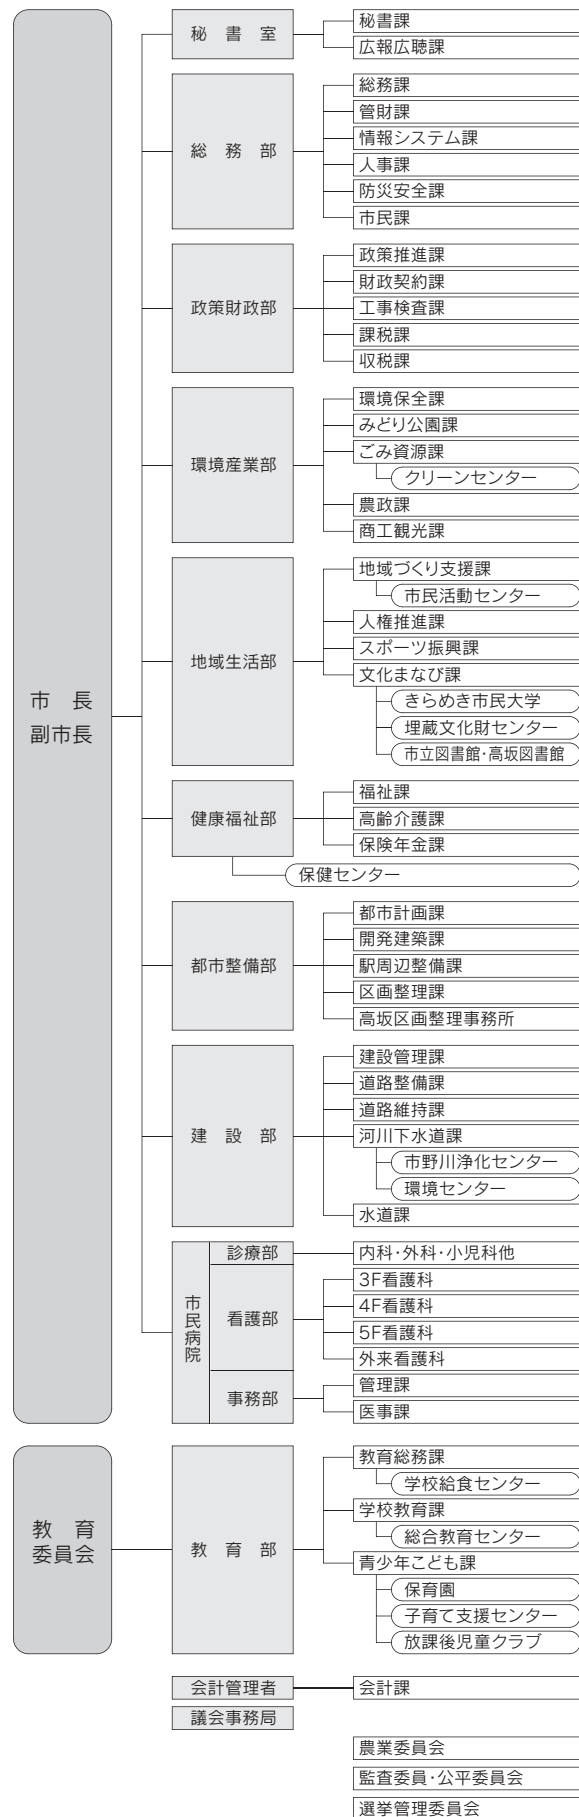 市　長
副市長
秘　書　室
秘書課
広報広聴課
総　務　部
総務課
管財課
情報システム課
人事課
防災安全課
市民課
政策財政部
政策推進課
財政契約課
工事検査課
課税課
収税課
環境産業部
環境保全課
みどり公園課
ごみ資源課
クリーンセンター
農政課
商工観光課
地域生活部
地域づくり支援課
市民活動センター
人権推進課
スポーツ振興課
文化まなび課
きらめき市民大学
埋蔵文化財センター
市立図書館・高坂図書館
健康福祉部
福祉課
高齢介護課
保険年金課
保健センター
都市整備部
都市計画課
開発建築課
駅周辺整備課
区画整理課
高坂区画整理事務所
建　設　部
建設管理課
道路整備課
道路維持課
河川下水道課
市野川浄化センター
環境センター
水道課
市民病院
診療部
内科・外科・小児科他
看護部
3F看護科
4F看護科
5F看護科
外来看護科
事務部
管理課
医事課
教　育
委員会
教　育　部
教育総務課
学校給食センター
学校教育課
総合教育センター
青少年こども課
保育園
子育て支援センター
放課後児童クラブ
会計管理者
会計課
議会事務局
農業委員会
監査委員・公平委員会
選挙管理委員会